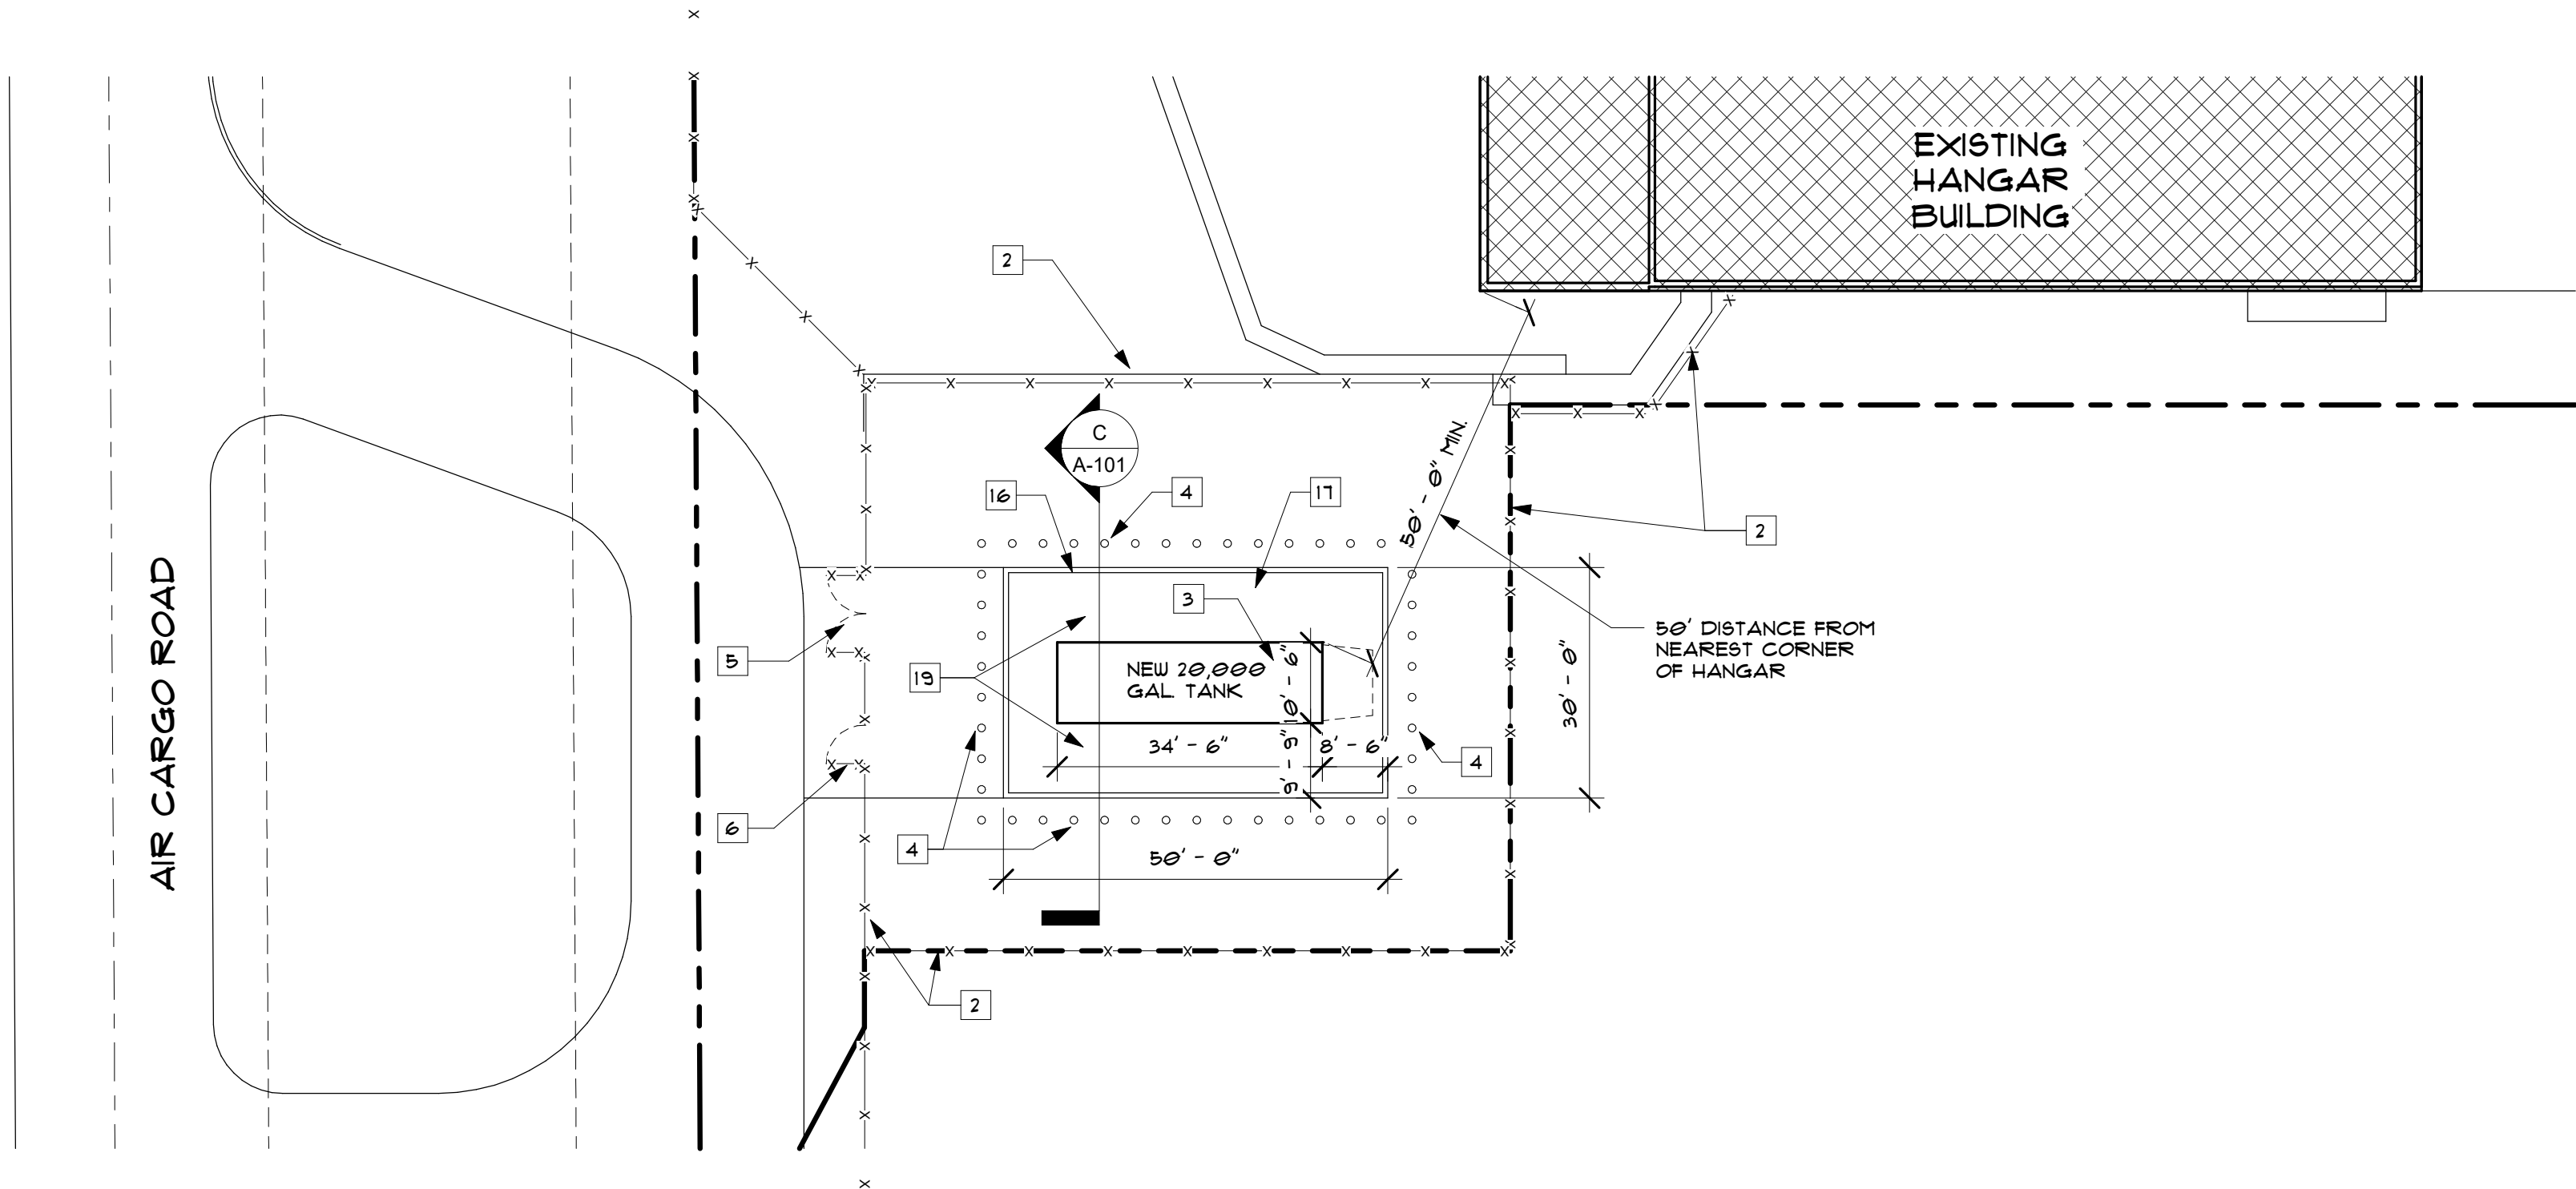 EXISTING
HANGAR
BUILDING
2
C
A-101
16
4
17
50' - 0" MIN.
2
3
5
19
NEW 20,000
GAL. TANK
10' - 6"
50' DISTANCE FROM
NEAREST CORNER
OF HANGAR
30' - 0"
34' - 6"
9' - 9"
8' - 6"
4
6
4
50' - 0"
2
AIR CARGO ROAD